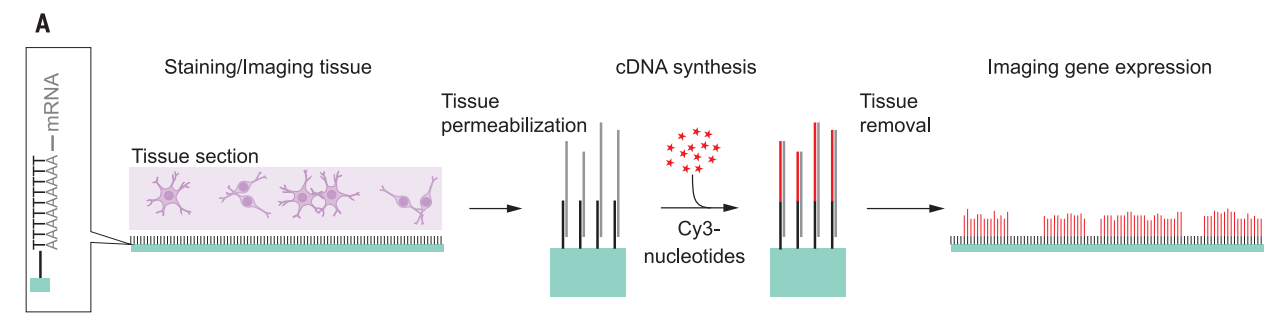 A
Staining/Imaging tissue
cDNA synthesis
Imaging gene expression
mRNA
TTTTTTTTT
AAAAAAAAA
Tissue section
Tissue
permeabilization
Cy3-
nucleotides
Tissue
removal